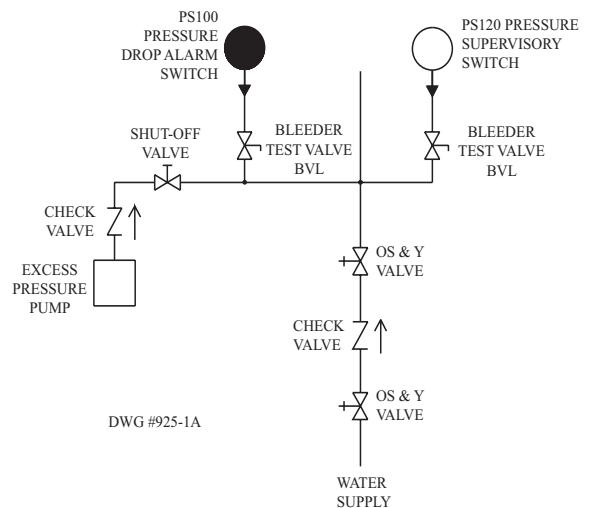 PS100
PRESSURE
DROP ALARM
SWITCH
PS120 PRESSURE
SUPERVISORY
SWITCH
SHUT-OFF
VALVE
BLEEDER
TEST VALVE
BVL
BLEEDER
TEST VALVE
BVL
CHECK
VALVE
EXCESS
PRESSURE
PUMP
OS & Y
VALVE
CHECK
VALVE
OS & Y
VALVE
DWG #925-1A
WATER
SUPPLY